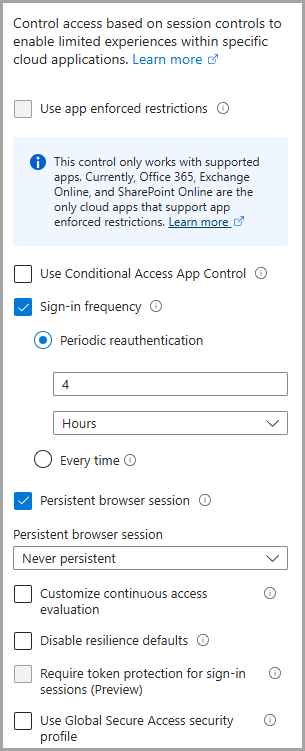 Control access based on session controls to
enable limited experiences within specific
cloud applications. Learn more
Use app enforced restrictions
This control only works with supported
apps. Currently, Office 365, Exchange
Online, and SharePoint Online are the
only cloud apps that support app
enforced restrictions. Learn more
Use Conditional Access App Control
Sign-in frequency
Periodic reauthentication
4
Hours
Every time
Persistent browser session
Persistent browser session
Never persistent
Customize continuous access
evaluation
Disable resilience defaults
Require token protection for sign-in
sessions (Preview)
Use Global Secure Access security
profile